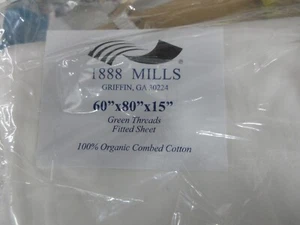 1888 MILLS
GRIFFIN, GA 30224
60"x80"x15"
Green Threads
Fitted Sheet
100% Organic Combed Cotton